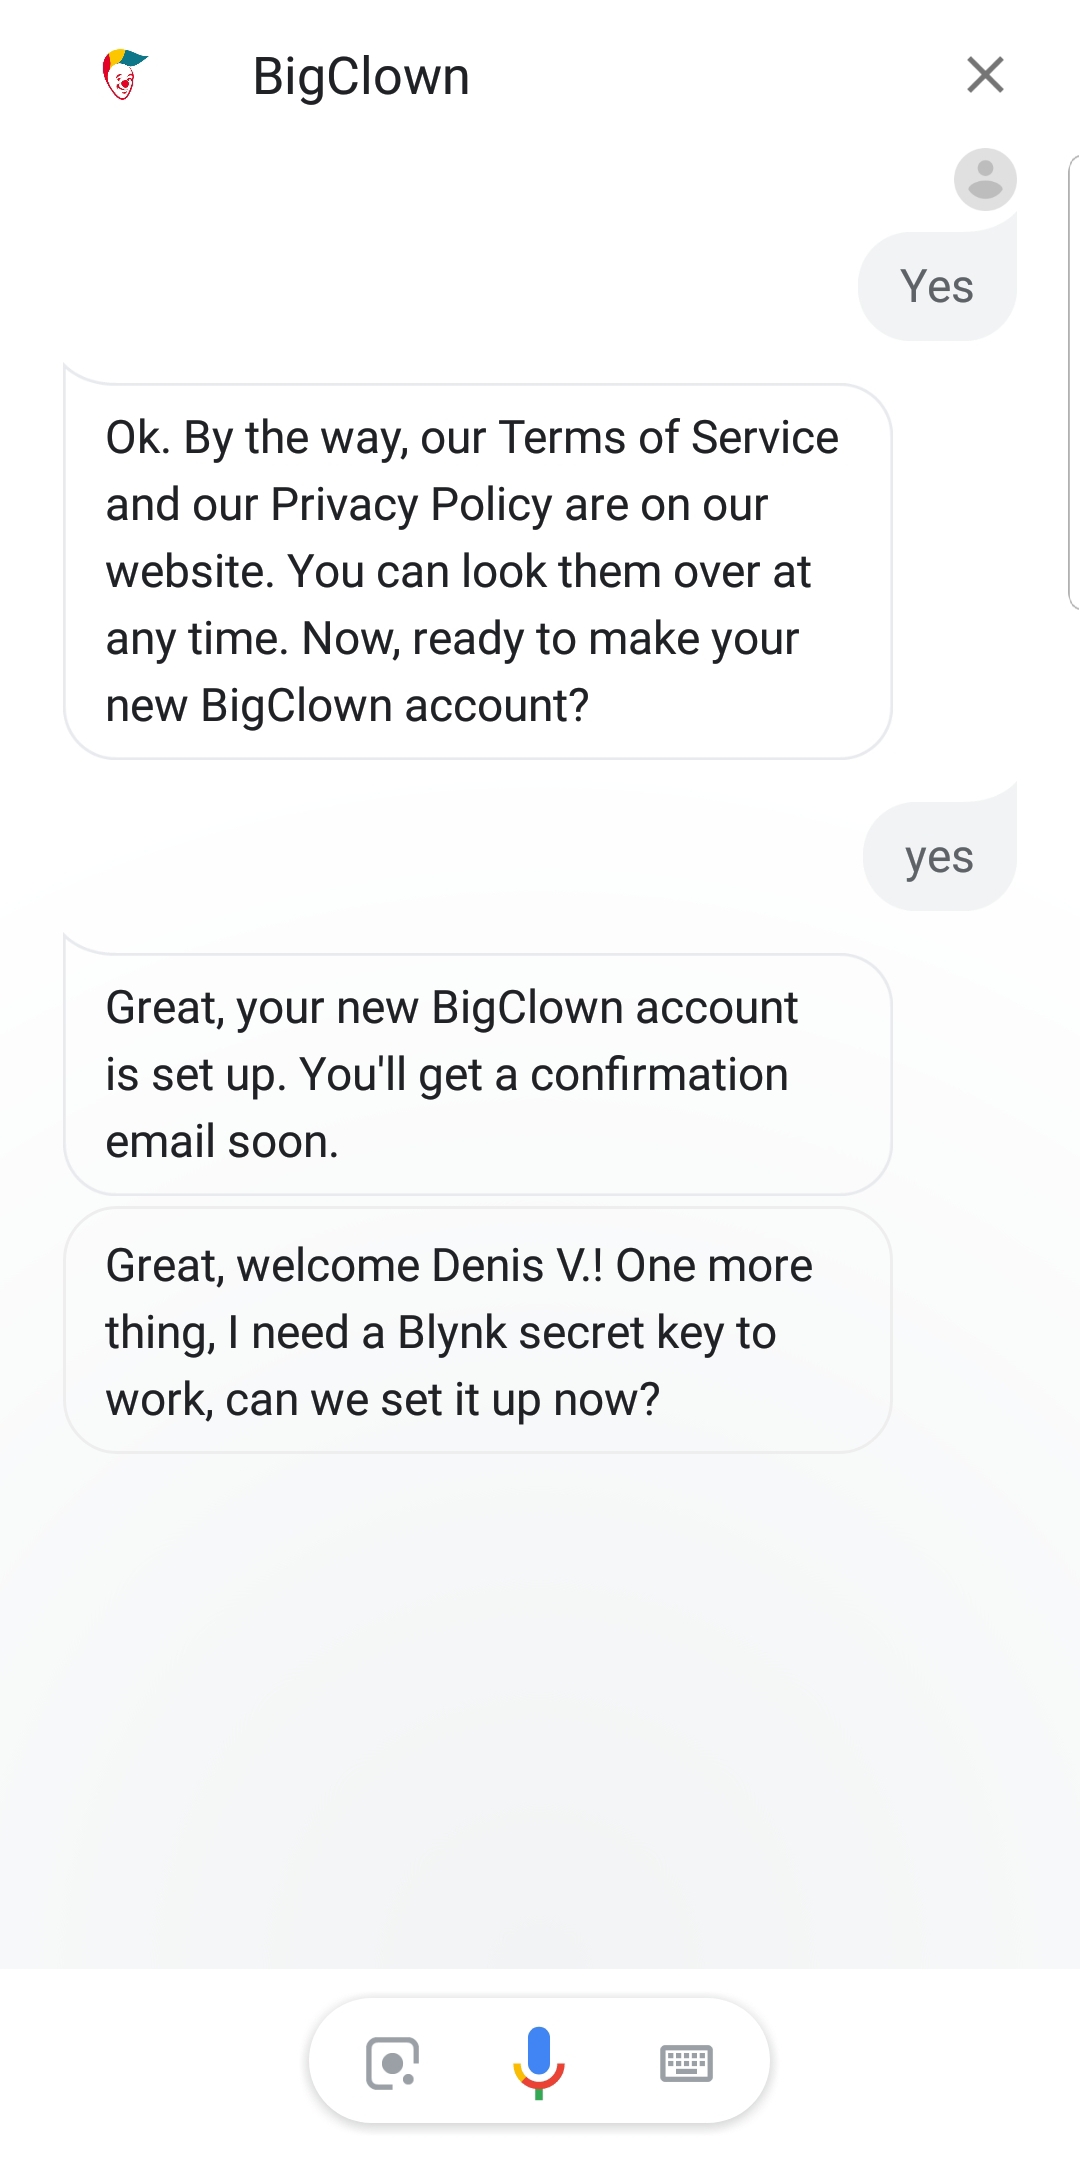 BigClown
Yes
Ok. By the way, our Terms of Service
and our Privacy Policy are on our
website. You can look them over at
any time. Now, ready to make your
new BigClown account?
yes
Great, your new BigClown account
is set up. You'll get a confirmation
email soon.
Great, welcome Denis V.! One more
thing, I need a Blynk secret key to
work, can we set it up now?